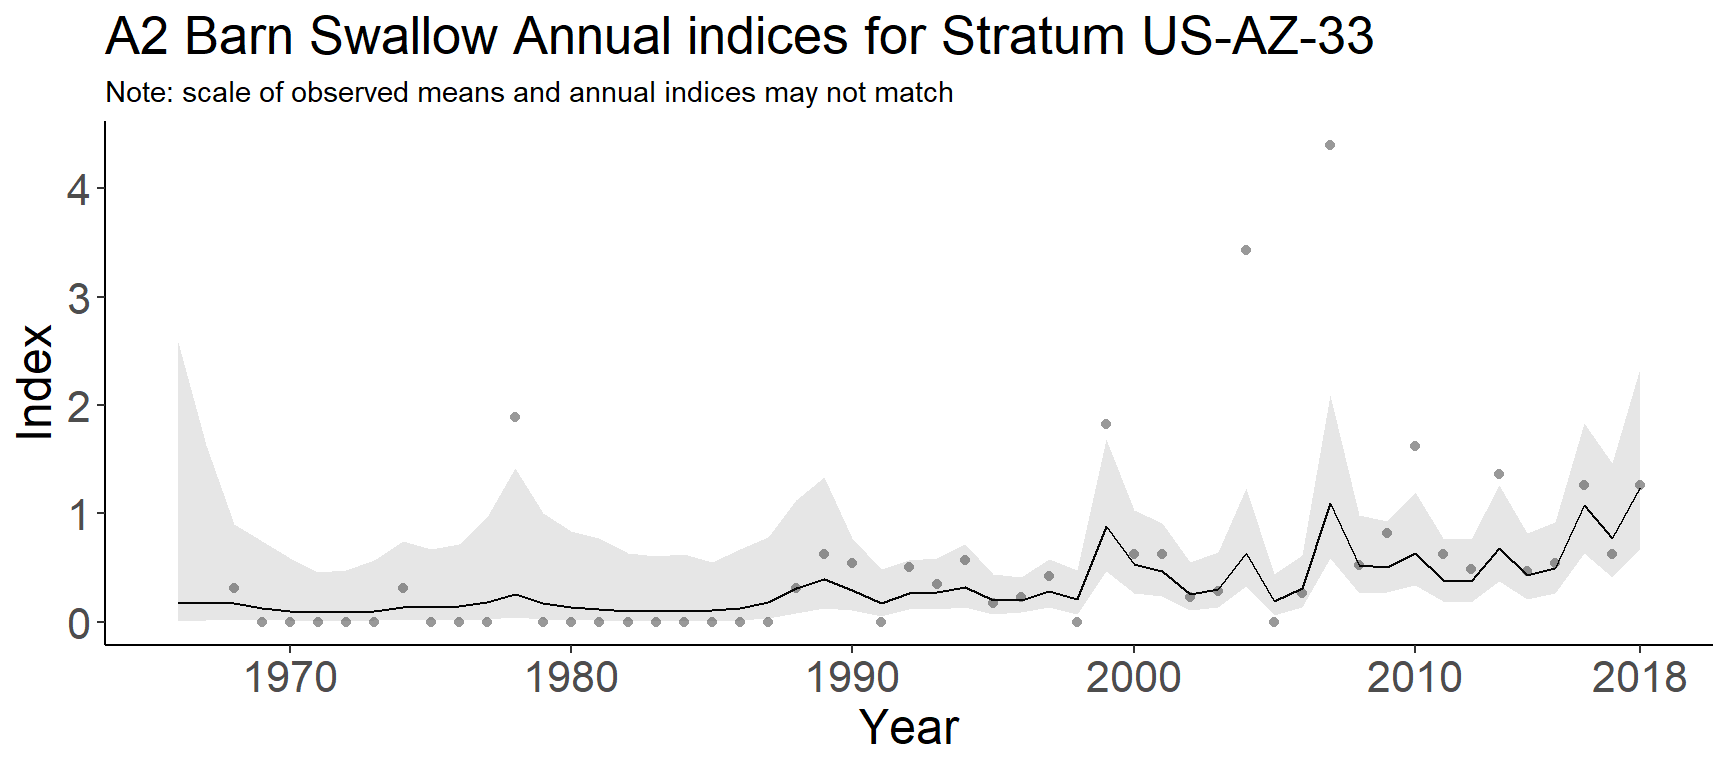 A2 Barn Swallow Annual indices for Stratum US-AZ-33
Note: scale of observed means and annual indices may not match
Index
4
3
2
1
0
1970 1980 1990 2000 2010 2018
Year